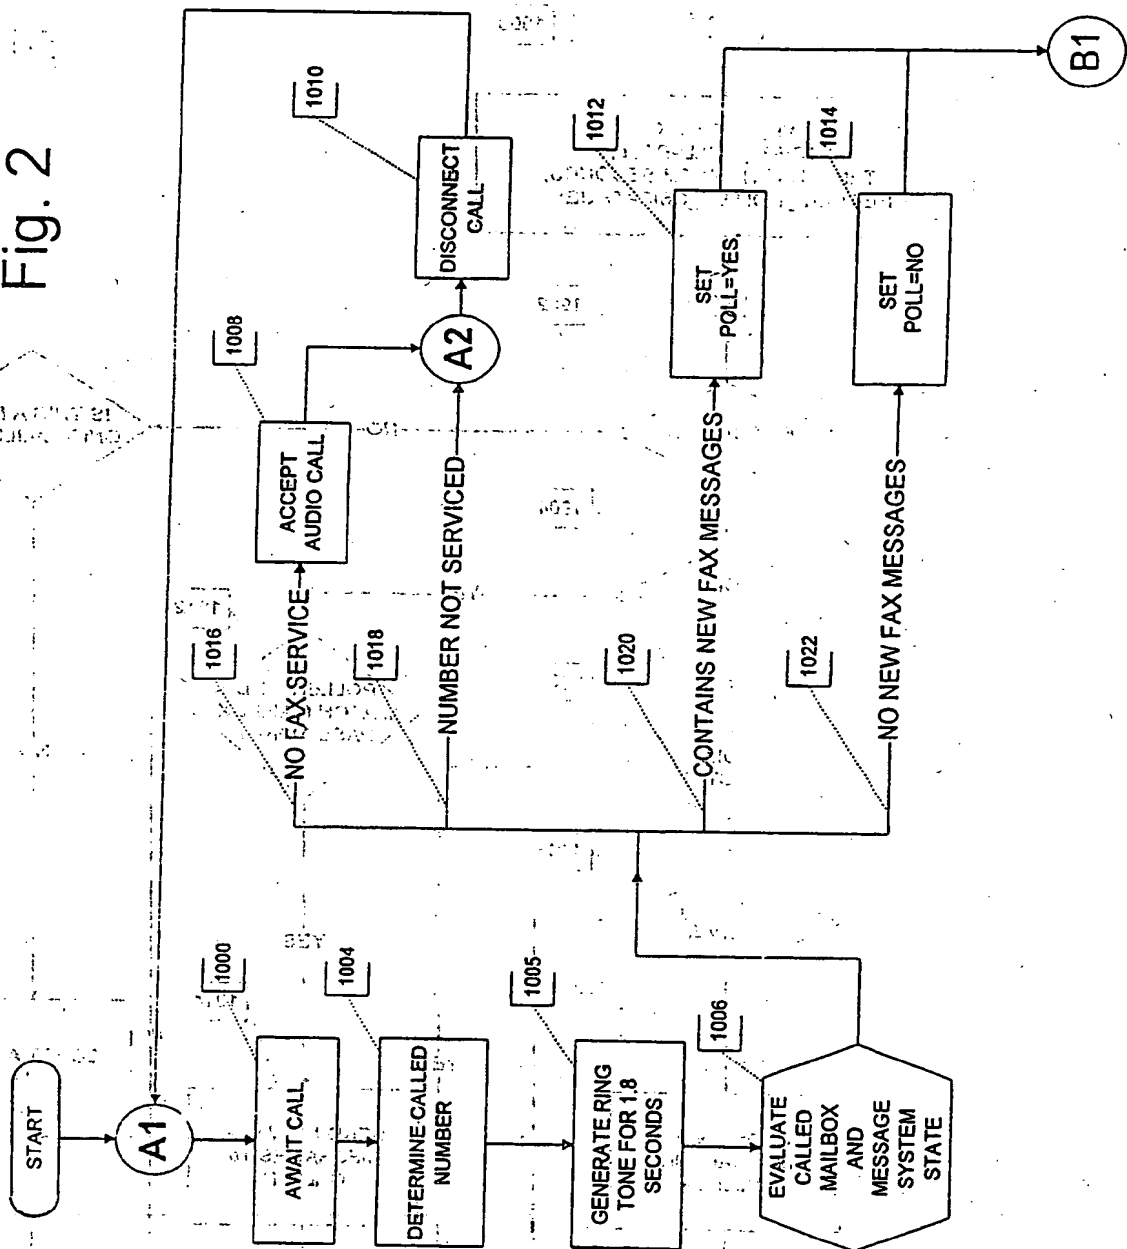 Fig. 2
START
A1
1000
AWAIT CALL,
1004
DETERMINE CALLED
NUMBER
1005
GENERATE RING
TONE FOR 1.8
SECONDS
1006
EVALUATE
CALLED
MAILBOX
AND
MESSAGE
SYSTEM
STATE
1016
NO FAX SERVICE
1008
ACCEPT
AUDIO CALL
1018
NUMBER NOT SERVICED
A2
1010
DISCONNECT
CALL
1020
CONTAINS NEW FAX MESSAGES
1012
SET
POLL=YES,
1022
NO NEW FAX MESSAGES
1014
SET
POLL=NO
B1